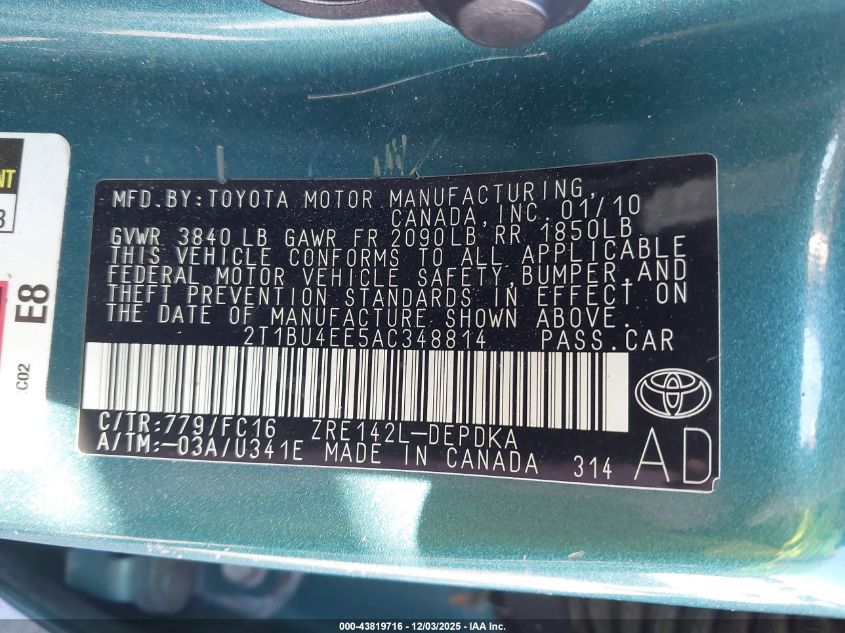 MFD.BY:TOYOTA MOTOR MANUFACTURING,
CANADA,INC.01/10
GVWR 3840LB GAWR FR 2090LB RR 1850LB
THIS VEHICLE CONFORMS TO ALL APPLICABLE
FEDERAL MOTOR VEHICLE SAFETY,BUMPER,AND
THEFT PREVENTION STANDARDS IN EFFECT ON
THE DATE OF MANUFACTURE SHOWN ABOVE.
2T1BU4EE5AC348814 PASS.CAR
C/TR:779/FC16 ZRE142L-DEPDKA
A/TM:-03A/U341E MADE IN CANADA 314
AD
E8
C02
000-43819716 - 12/03/2025 - IAA Inc.